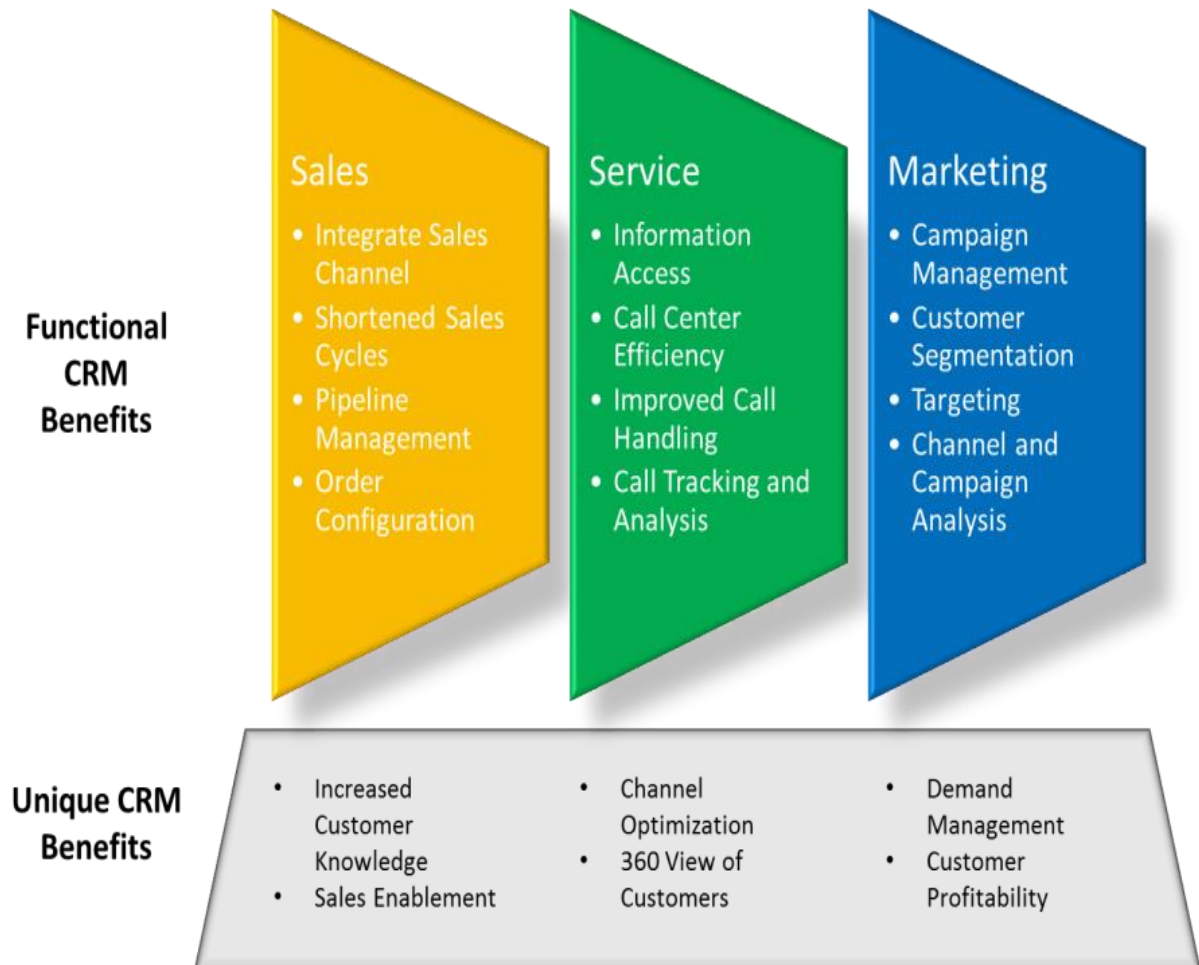 Functional
CRM
Benefits
Sales
• Integrate Sales
Channel
• Shortened Sales
Cycles
• Pipeline
Management
• Order
Configuration
Service
• Information
Access
• Call Center
Efficiency
• Improved Call
Handling
• Call Tracking and
Analysis
Marketing
• Campaign
Management
• Customer
Segmentation
• Targeting
• Channel and
Campaign
Analysis
Unique CRM
Benefits
• Increased
Customer
Knowledge
• Sales Enablement
• Channel
Optimization
• 360 View of
Customers
• Demand
Management
• Customer
Profitability